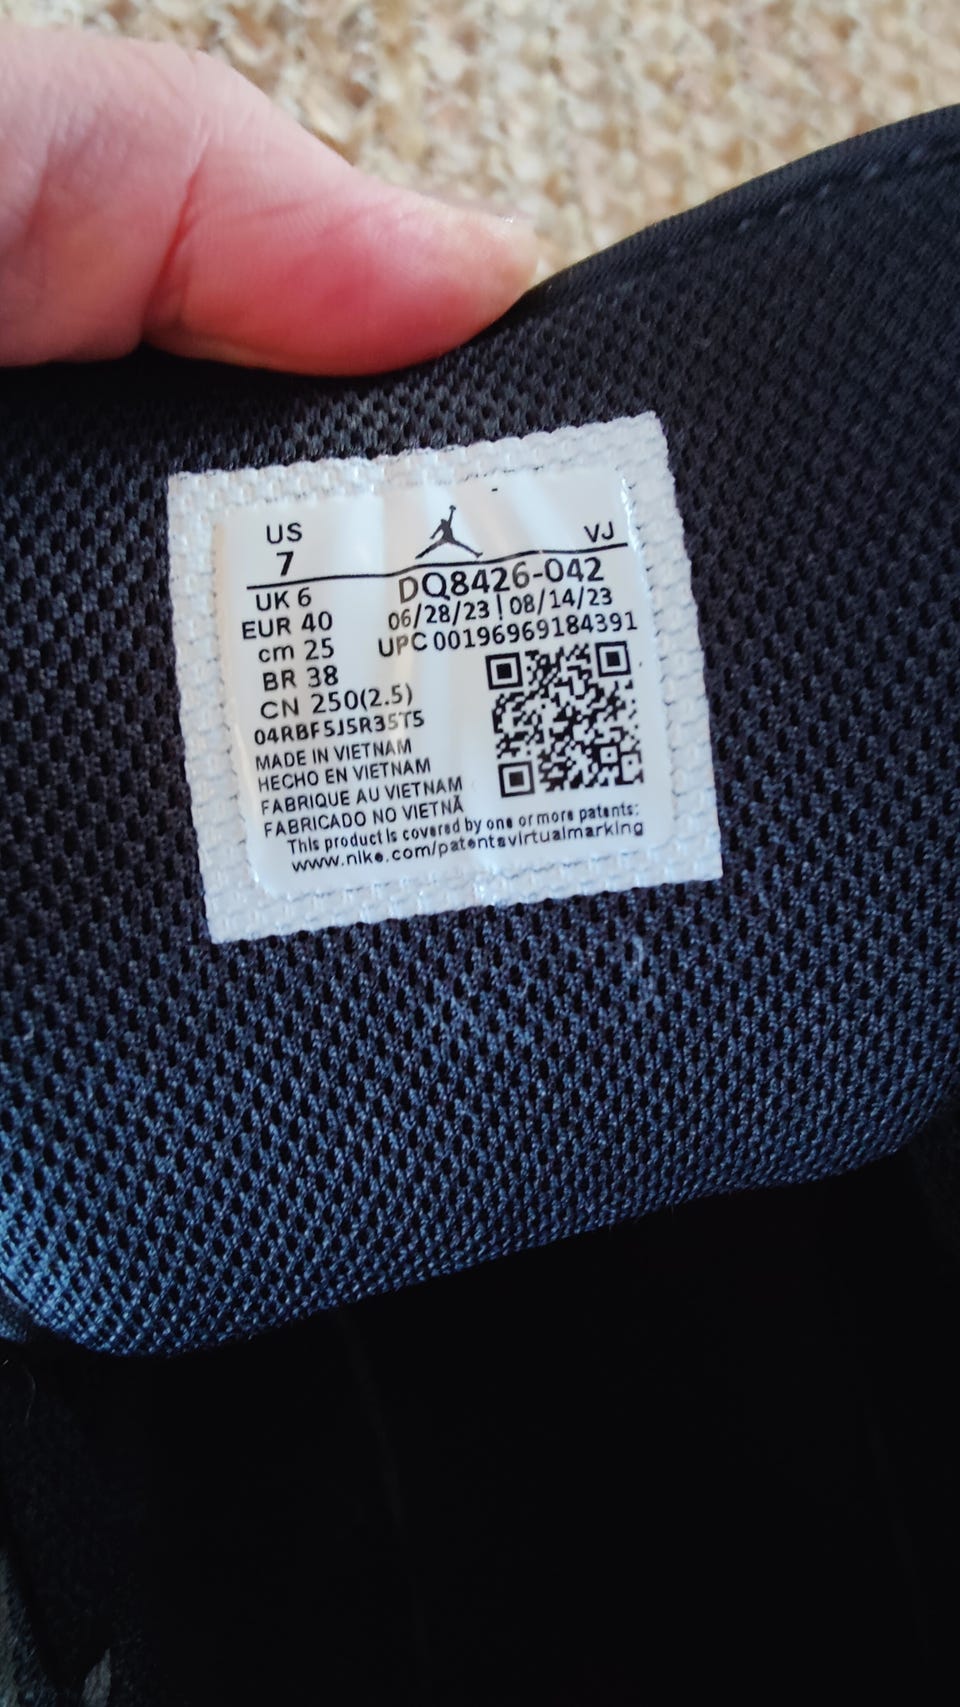 US
7
VJ
DQ8426-042
06/28/23 | 08/14/23
UPC 00196969184391
UK 6
EUR 40
cm 25
BR 38
CN 250(2.5)
04RBF5J5R35T5
MADE IN VIETNAM
HECHO EN VIETNAM
FABRIQUE AU VIETNAM
FABRICADO NO VIETNÃ
This product is covered by one or more patents:
www.nike.com/patentsvirtualmarking